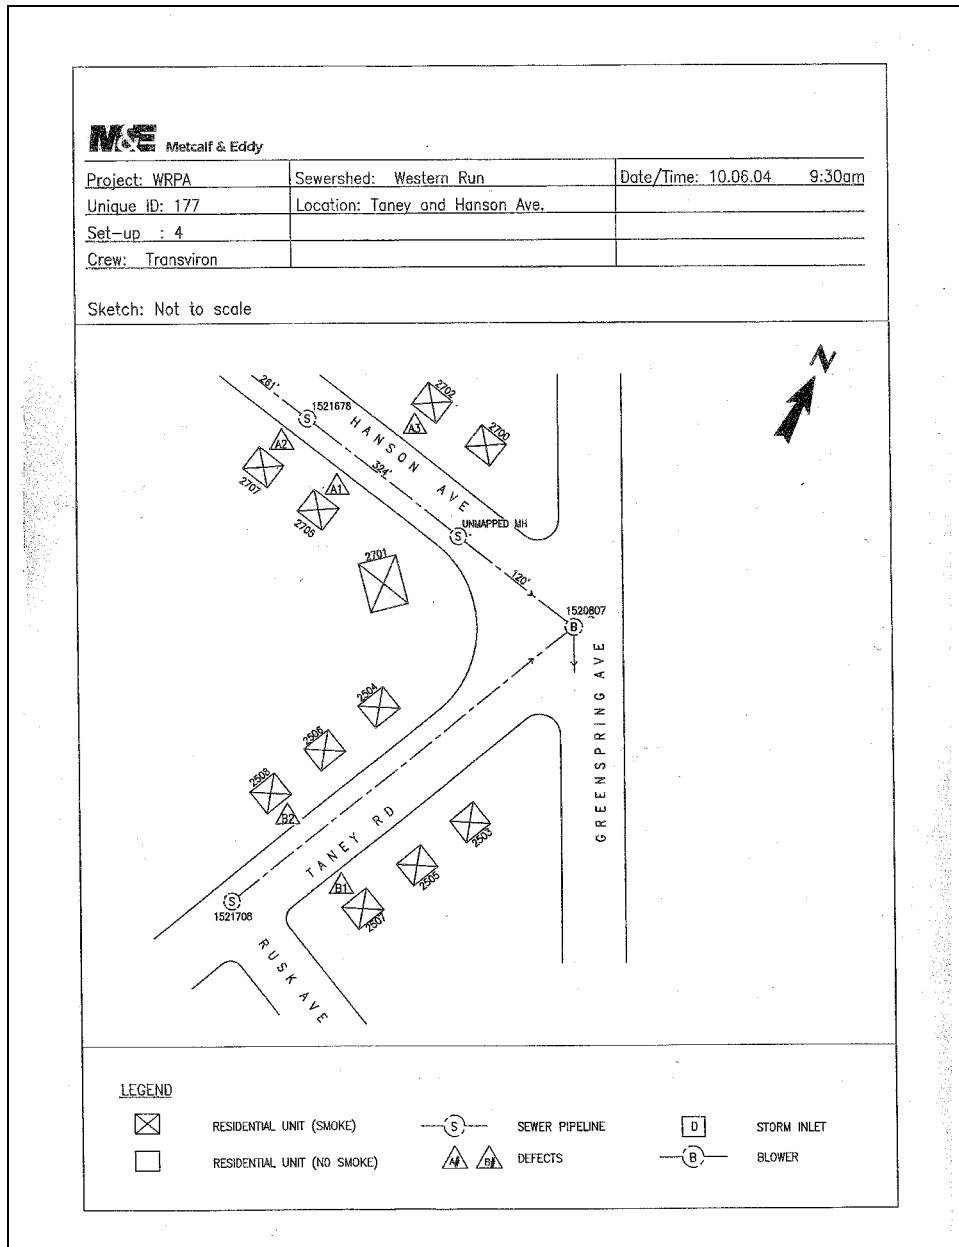 M&E Metcalf & Eddy
Project: WRPA Sewershed: Western Run Date/Time: 10.06.04 9:30am
Unique ID: 177 Location: Taney and Hanson Ave.
Set-up : 4
Crew: Transviron
Sketch: Not to scale
N
261'
1521678
S
2702
A3
2700
HANSON AVE
A2
2707
324'
A1
2705
UNMAPPED MH
S
2701
120'
1520807
B
GREENSPRING AVE
2504
2506
2508
B2
TANEY RD
2503
2505
B1
2507
S
1521708
RUSK AVE
LEGEND
RESIDENTIAL UNIT (SMOKE) S SEWER PIPELINE D STORM INLET
RESIDENTIAL UNIT (NO SMOKE) A# B# DEFECTS B BLOWER